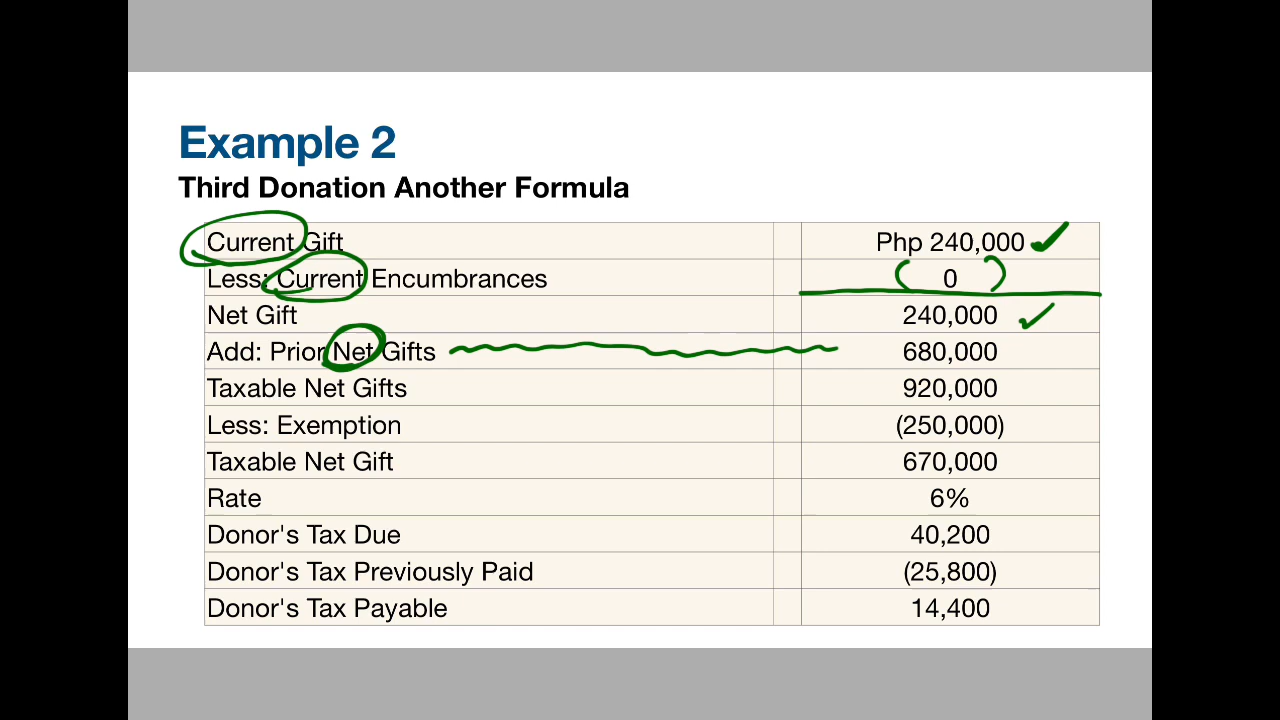 Example 2
Third Donation Another Formula
Current Gift Php 240,000
Less: Current Encumbrances 0
Net Gift 240,000
Add: Prior Net Gifts 680,000
Taxable Net Gifts 920,000
Less: Exemption (250,000)
Taxable Net Gift 670,000
Rate 6%
Donor's Tax Due 40,200
Donor's Tax Previously Paid (25,800)
Donor's Tax Payable 14,400